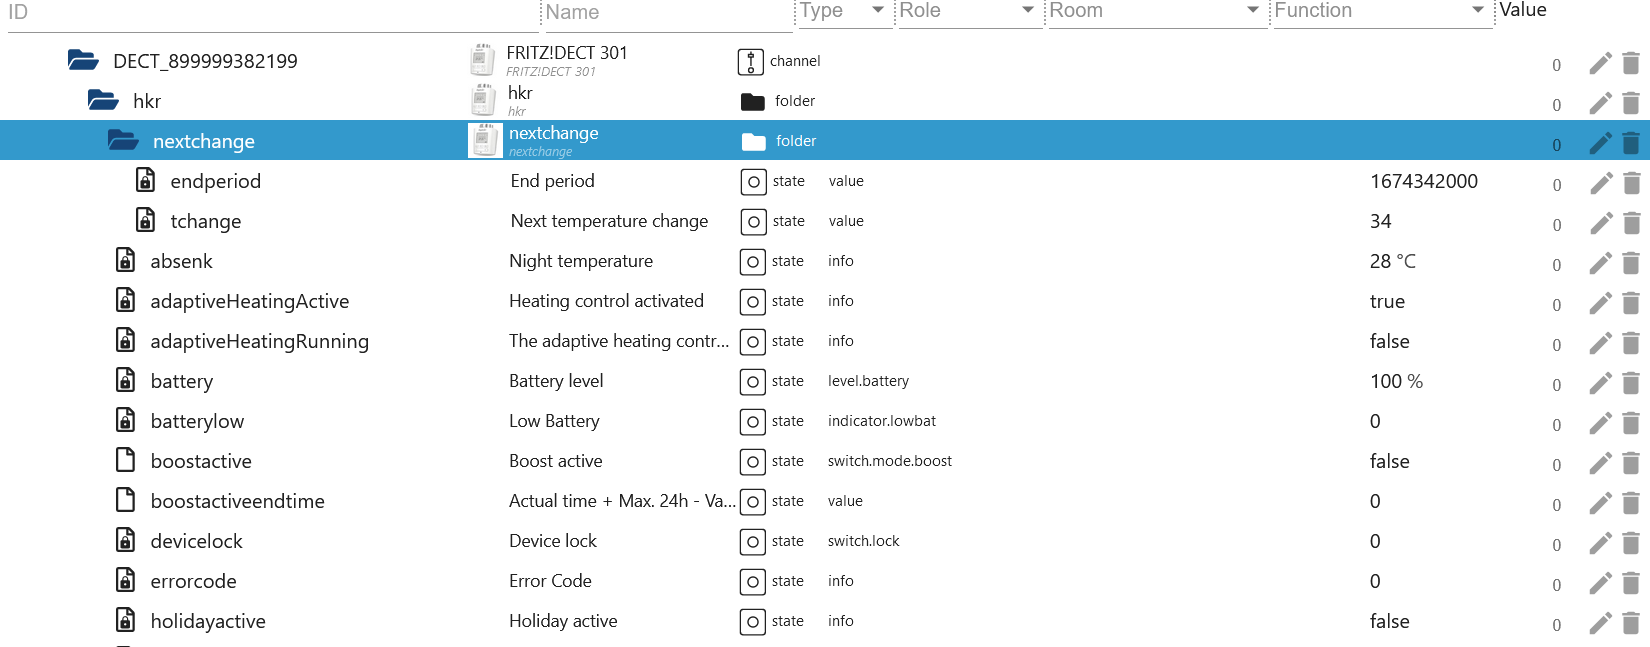 ID Name Type Role Room Function Value
DECT_899999382199 FRITZ!DECT 301 channel 0
FRITZ!DECT 301
hkr hkr folder 0
hkr
nextchange nextchange folder 0
nextchange
endperiod End period state value 1674342000 0
tchange Next temperature change state value 34 0
absenk Night temperature state info 28 °C 0
adaptiveHeatingActive Heating control activated state info true 0
adaptiveHeatingRunning The adaptive heating contr... state info false 0
battery Battery level state level.battery 100 % 0
batterylow Low Battery state indicator.lowbat 0 0
boostactive Boost active state switch.mode.boost false 0
boostactiveendtime Actual time + Max. 24h - Va... state value 0 0
devicelock Device lock state switch.lock 0 0
errorcode Error Code state info 0 0
holidayactive Holiday active state info false 0